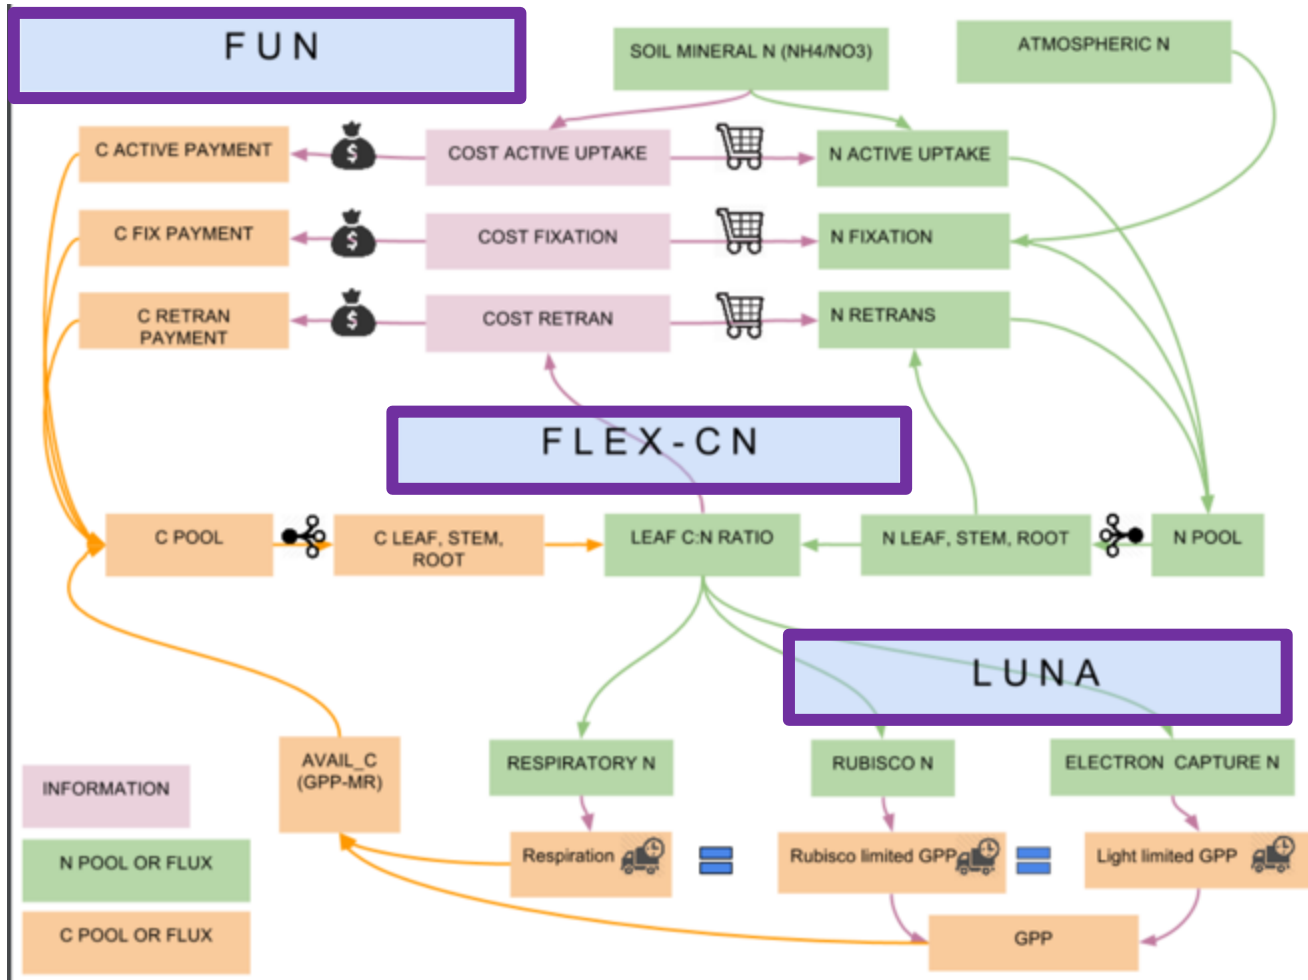 FUN
SOIL MINERAL N (NH4/NO3)
ATMOSPHERIC N
C ACTIVE PAYMENT
$
COST ACTIVE UPTAKE
N ACTIVE UPTAKE
C FIX PAYMENT
$
COST FIXATION
N FIXATION
C RETRAN
PAYMENT
$
COST RETRAN
N RETRANS
FLEX-CN
C POOL
C LEAF, STEM,
ROOT
LEAF C:N RATIO
N LEAF, STEM, ROOT
N POOL
LUNA
AVAIL_C
(GPP-MR)
RESPIRATORY N
RUBISCO N
ELECTRON CAPTURE N
INFORMATION
Respiration
Rubisco limited GPP
Light limited GPP
N POOL OR FLUX
C POOL OR FLUX
GPP